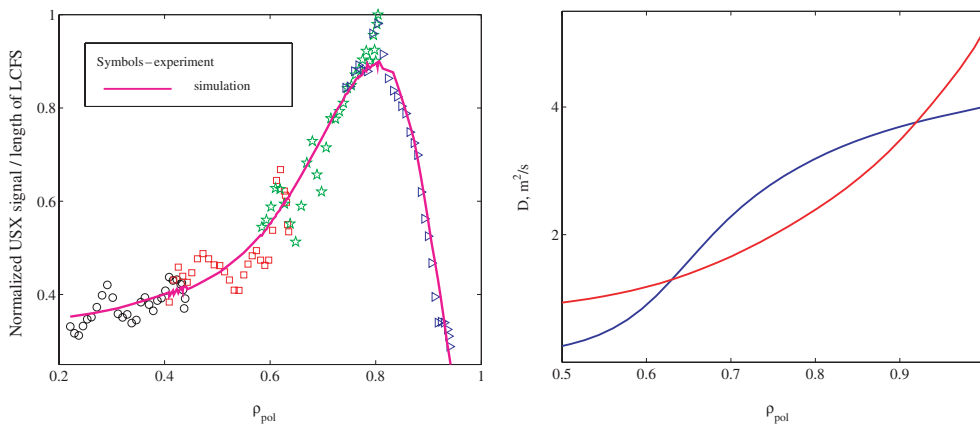 Normalized USX signal / length of LCFS
1
0.8
0.6
0.4
Symbols – experiment
simulation
0.2
0.4
0.6
0.8
1
ρpol
D, m²/s
4
2
0.5
0.6
0.7
0.8
0.9
ρpol